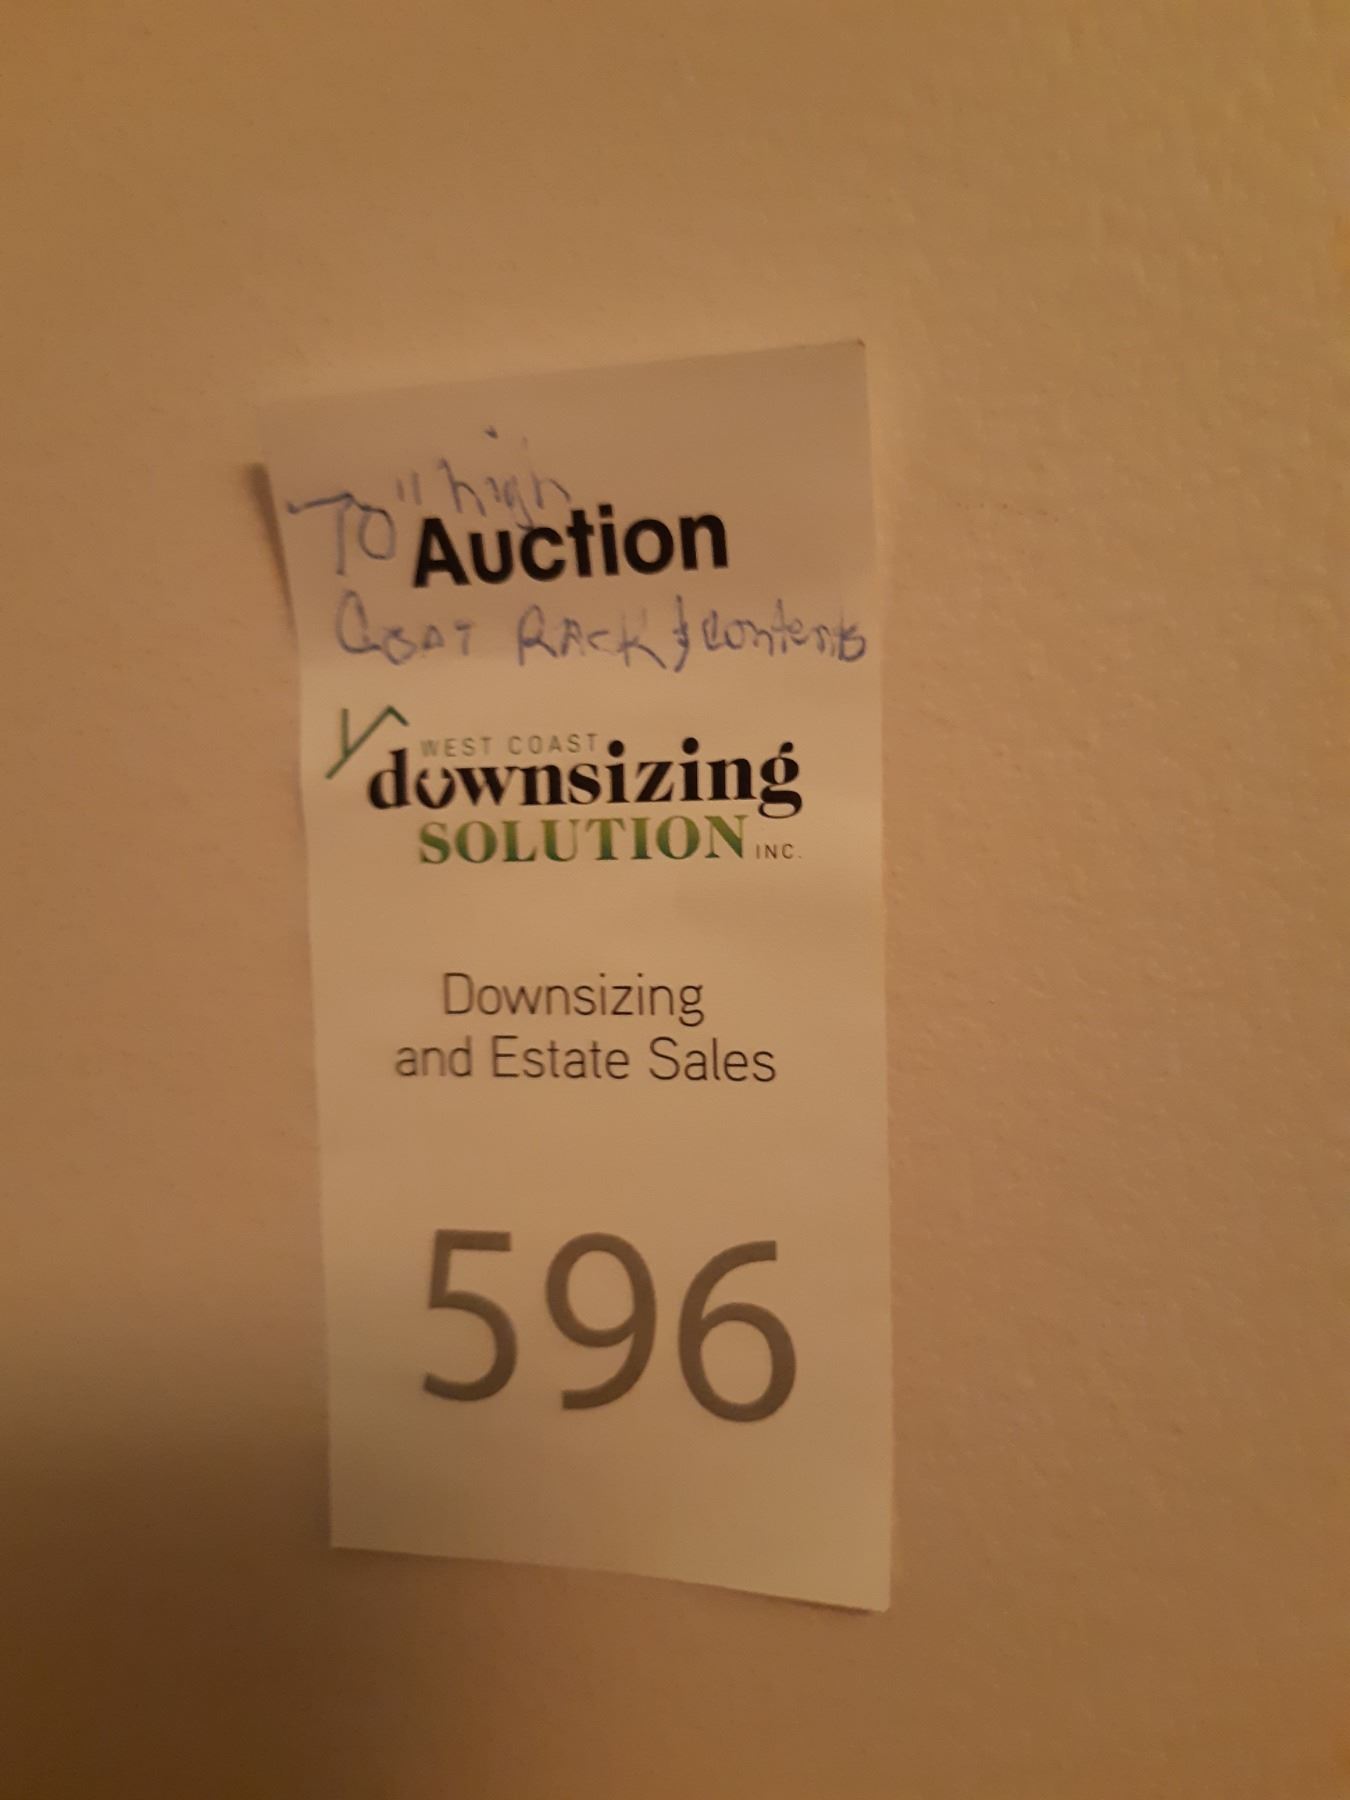 70" high
Auction
Coat Rack & contents
WEST COAST
downsizing
SOLUTION INC.
Downsizing
and Estate Sales
596